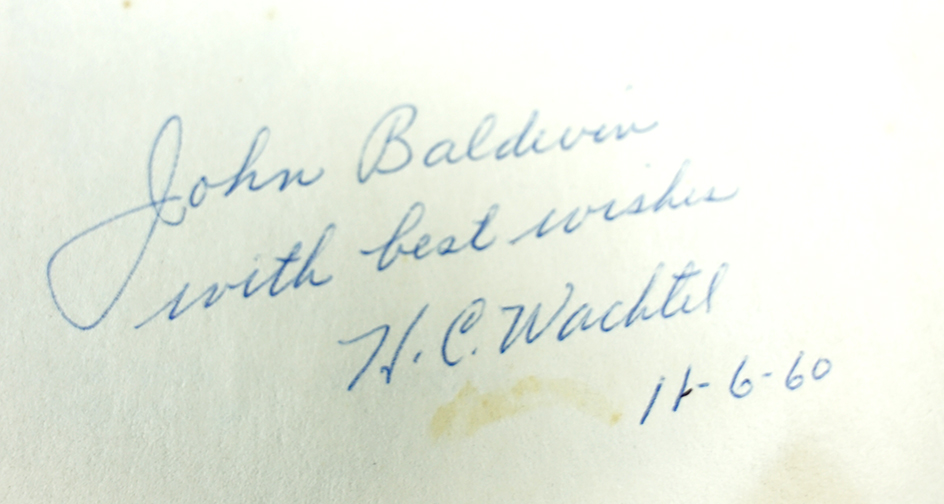 John Baldwin
with best wishes
H. C. Wachtel
11-6-60